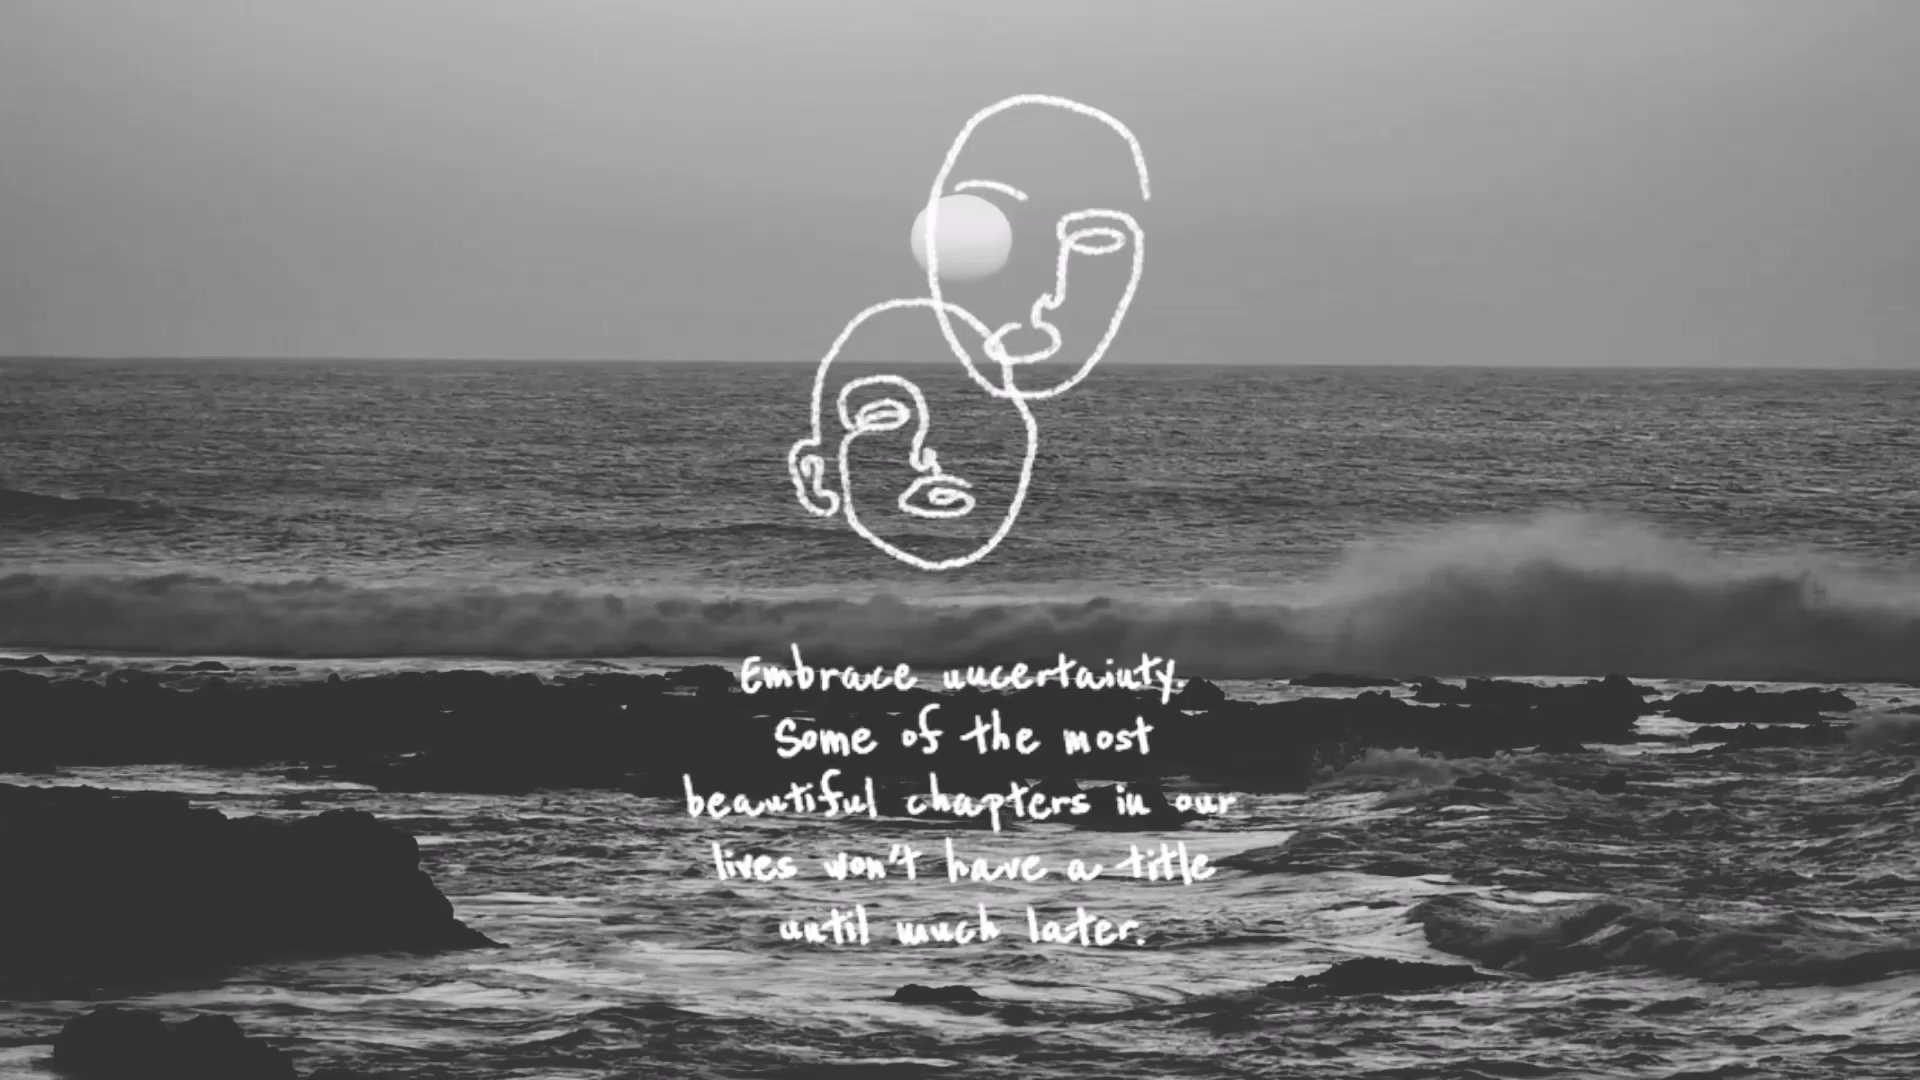 Embrace uncertainty.
Some of the most
beautiful chapters in our
lives won't have a title
until much later.